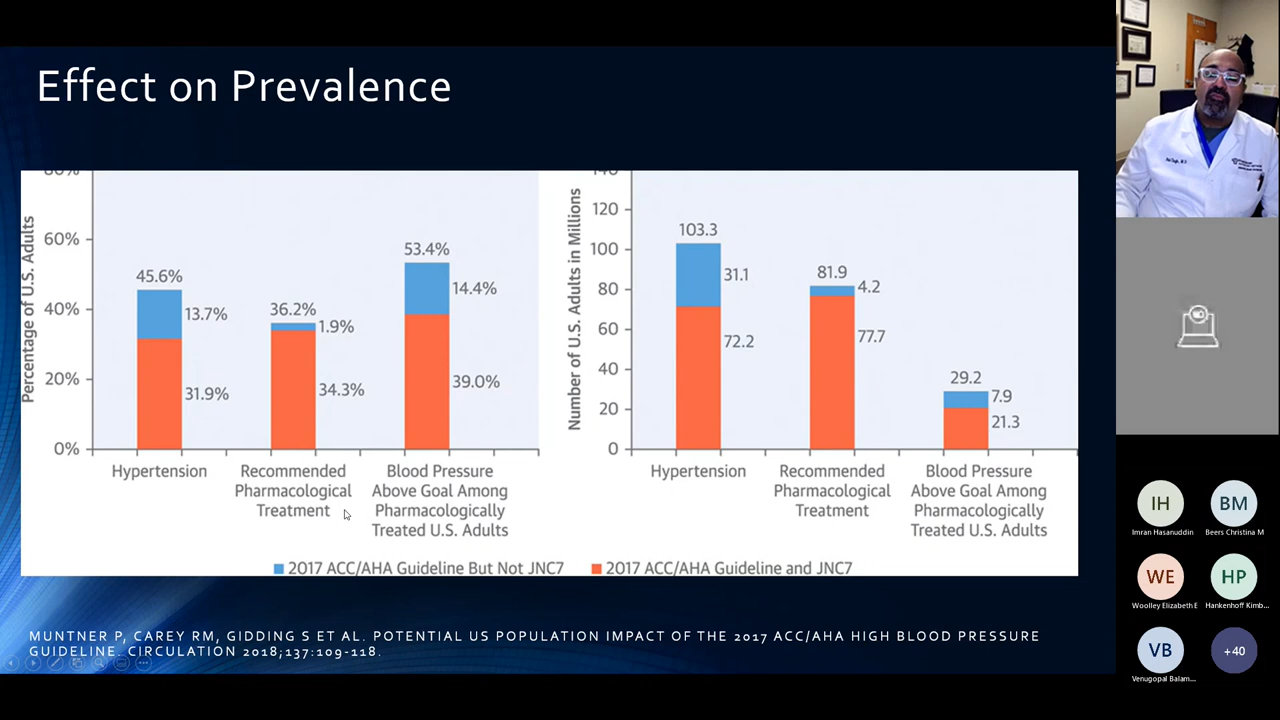 Effect on Prevalence
Percentage of U.S. Adults
80%
60%
40%
20%
0%
45.6%
13.7%
31.9%
36.2%
1.9%
34.3%
53.4%
14.4%
39.0%
Hypertension
Recommended
Pharmacological
Treatment
Blood Pressure
Above Goal Among
Pharmacologically
Treated U.S. Adults
Number of U.S. Adults in Millions
140
120
100
80
60
40
20
0
103.3
31.1
72.2
81.9
4.2
77.7
29.2
7.9
21.3
Hypertension
Recommended
Pharmacological
Treatment
Blood Pressure
Above Goal Among
Pharmacologically
Treated U.S. Adults
2017 ACC/AHA Guideline But Not JNC7
2017 ACC/AHA Guideline and JNC7
MUNTNER P, CAREY RM, GIDDING S ET AL. POTENTIAL US POPULATION IMPACT OF THE 2017 ACC/AHA HIGH BLOOD PRESSURE
GUIDELINE. CIRCULATION 2018;137:109-118.
IH
Imran Hasanuddin
BM
Beers Christina M
WE
Woolley Elizabeth E
HP
Hankenhoff Kimb...
VB
Venugopal Balam...
+40